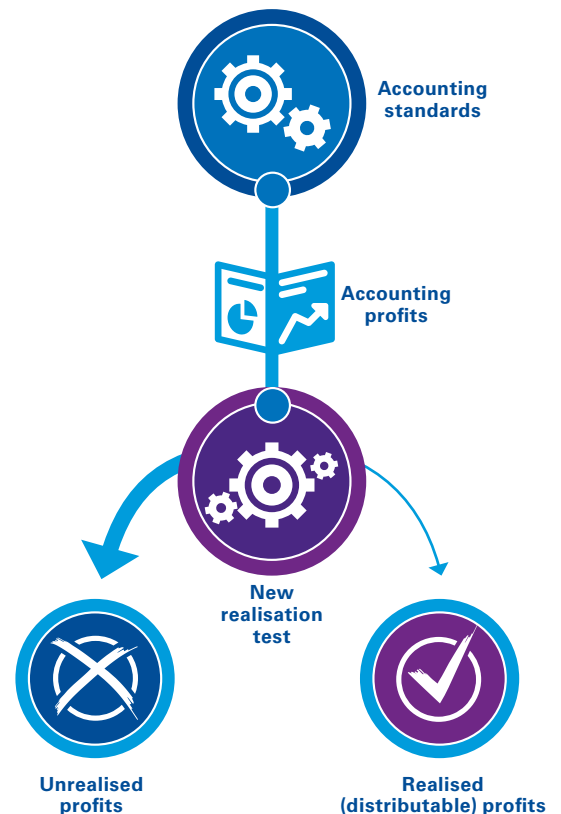 Accounting
standards
Accounting
profits
New
realisation
test
Unrealised
profits
Realised
(distributable) profits